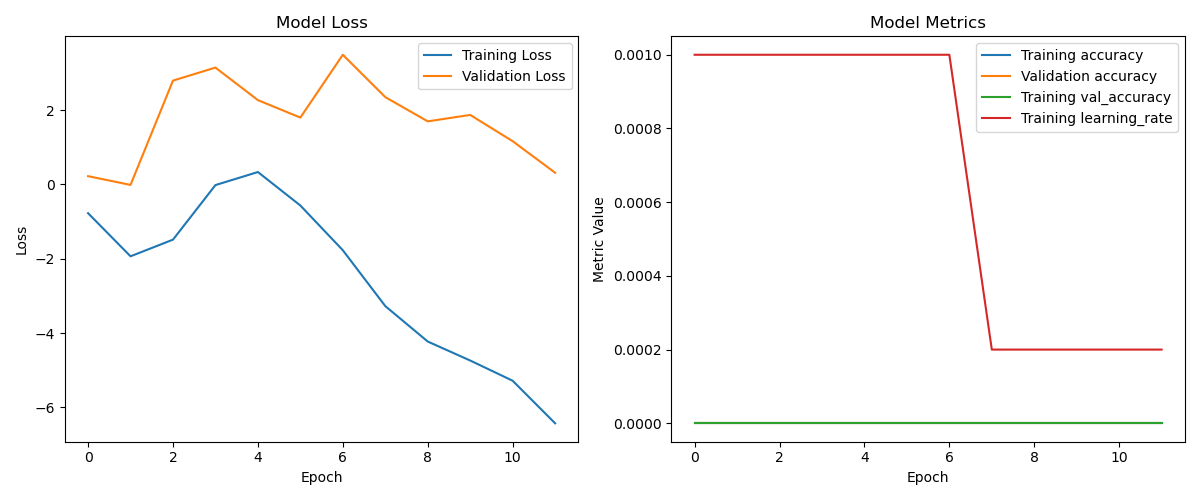 Model Loss
Training Loss
Validation Loss
2
0
−2
−4
−6
Loss
0 2 4 6 8 10
Epoch
Model Metrics
Training accuracy
Validation accuracy
Training val_accuracy
Training learning_rate
0.0010
0.0008
0.0006
0.0004
0.0002
0.0000
Metric Value
0 2 4 6 8 10
Epoch